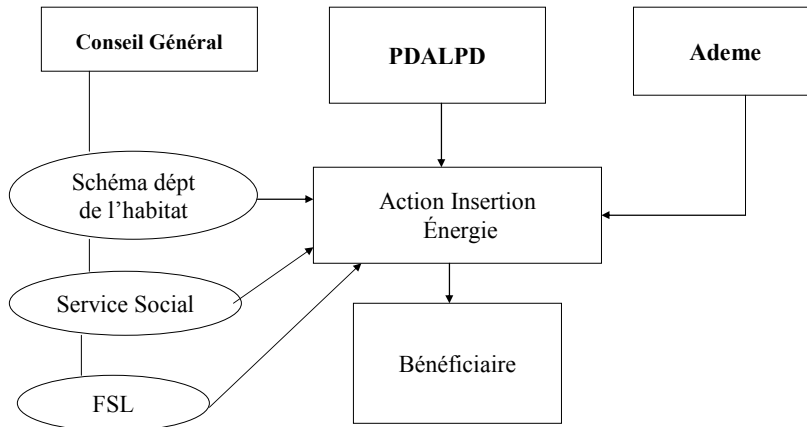 Conseil Général
PDALPD
Ademe
Schéma dépt
de l'habitat
Action Insertion
Énergie
Service Social
Bénéficiaire
FSL